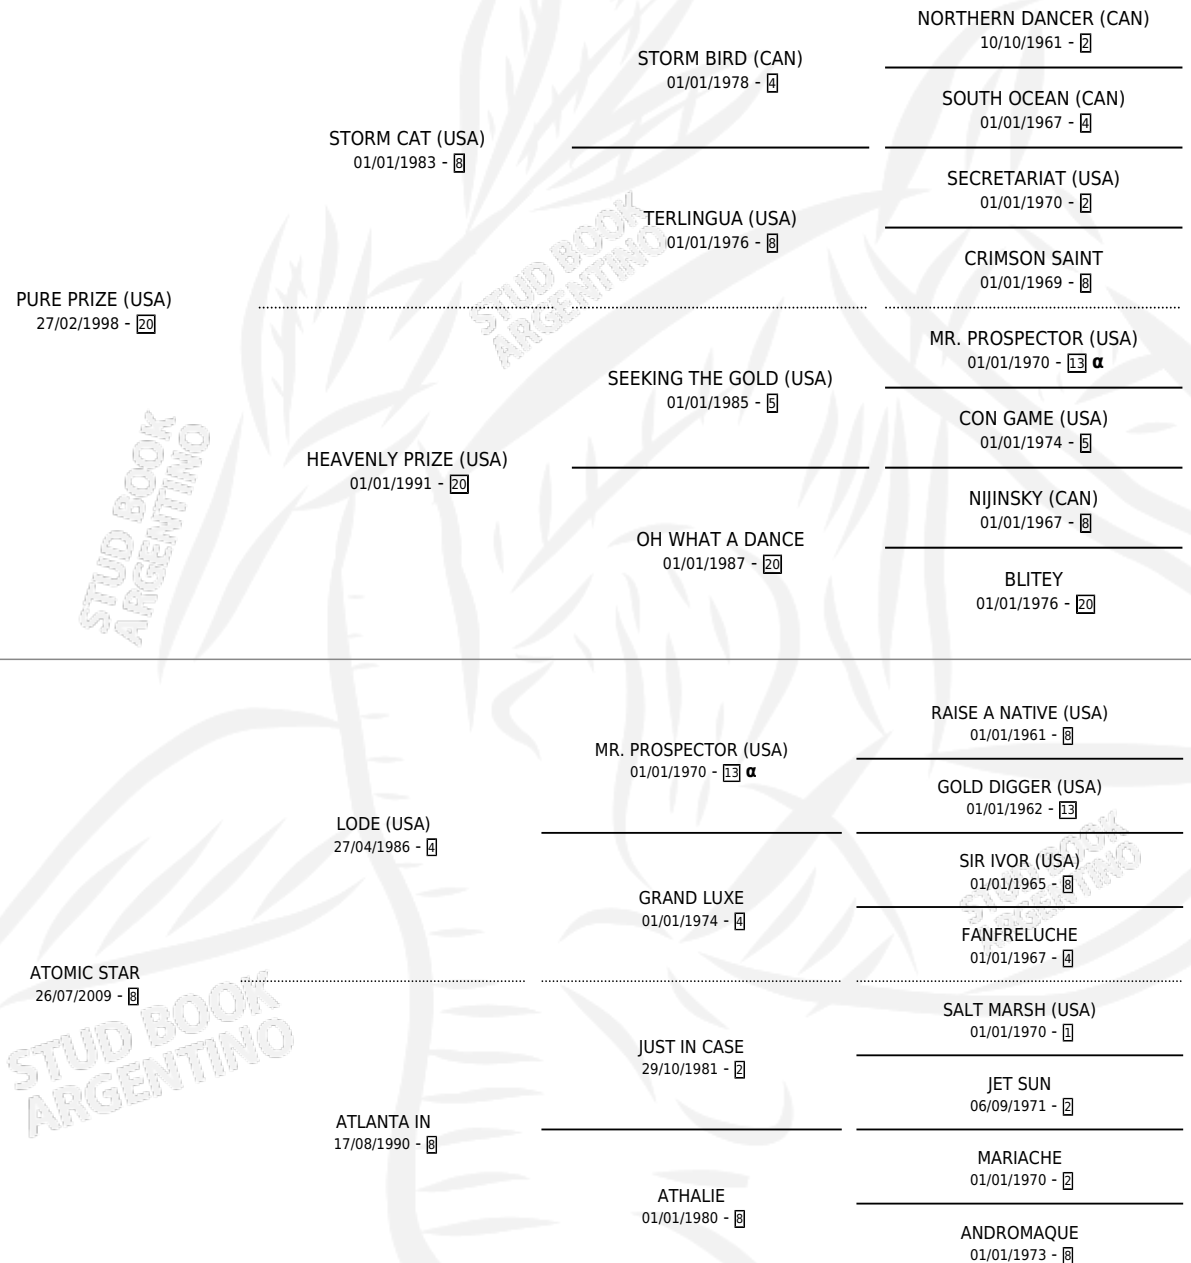 NORTHERN DANCER (CAN)
10/10/1961 - 2
STORM BIRD (CAN)
01/01/1978 - 4
SOUTH OCEAN (CAN)
01/01/1967 - 4
STORM CAT (USA)
01/01/1983 - 8
SECRETARIAT (USA)
01/01/1970 - 2
TERLINGUA (USA)
01/01/1976 - 8
CRIMSON SAINT
01/01/1969 - 8
PURE PRIZE (USA)
27/02/1998 - 20
MR. PROSPECTOR (USA)
01/01/1970 - 13 α
SEEKING THE GOLD (USA)
01/01/1985 - 5
CON GAME (USA)
01/01/1974 - 5
HEAVENLY PRIZE (USA)
01/01/1991 - 20
NIJINSKY (CAN)
01/01/1967 - 8
OH WHAT A DANCE
01/01/1987 - 20
BLITEY
01/01/1976 - 20
RAISE A NATIVE (USA)
01/01/1961 - 8
MR. PROSPECTOR (USA)
01/01/1970 - 13 α
GOLD DIGGER (USA)
01/01/1962 - 13
LODE (USA)
27/04/1986 - 4
SIR IVOR (USA)
01/01/1965 - 8
GRAND LUXE
01/01/1974 - 4
FANFRELUCHE
01/01/1967 - 4
ATOMIC STAR
26/07/2009 - 8
SALT MARSH (USA)
01/01/1970 - 1
JUST IN CASE
29/10/1981 - 2
JET SUN
06/09/1971 - 2
ATLANTA IN
17/08/1990 - 8
MARIACHE
01/01/1970 - 2
ATHALIE
01/01/1980 - 8
ANDROMAQUE
01/01/1973 - 8
STUD BOOK
ARGENTINO
STUD BOOK
ARGENTINO
STUD BOOK
ARGENTINO
STUD BOOK
ARGENTINO